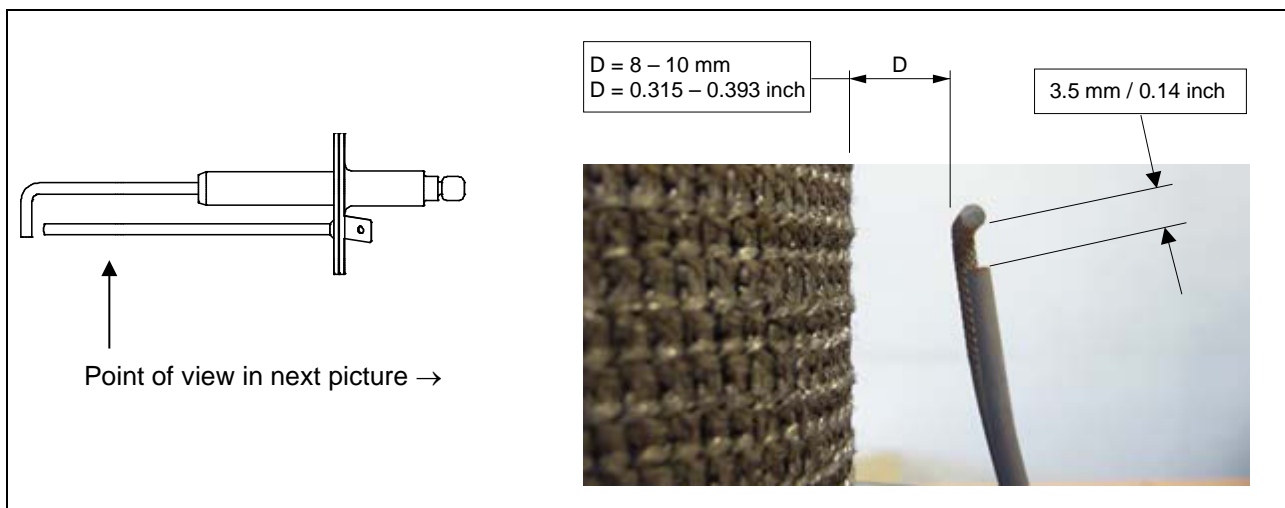 D = 8 – 10 mm
D = 0.315 – 0.393 inch
D
3.5 mm / 0.14 inch
Point of view in next picture →